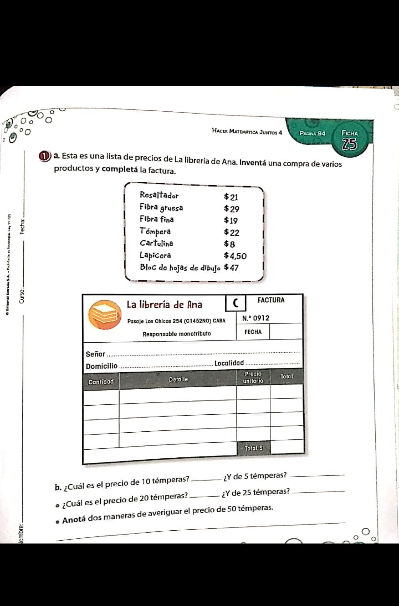 HACER MATEMÁTICA JUNTOS 4 PÁGINA 94 FICHA
25
1 a. Esta es una lista de precios de La librería de Ana. Inventá una compra de varios
productos y completá la factura.
Resaltador $21
Fibra gruesa $29
Fibra fina $19
Témpera $22
Cartulina $8
Lapicera $4,50
Bloc de hojas de dibujo $47
La librería de Ana C FACTURA
Pasaje Los Chicos 254 (C1452NO) CABA N.° 0912
Responsable monotributo FECHA
Señor
Domicilio Localidad
Cantidad Detalle Precio unitario Total
Total: $
b. ¿Cuál es el precio de 10 témperas? ¿Y de 5 témperas?
• ¿Cuál es el precio de 20 témperas? ¿Y de 25 témperas?
• Anotá dos maneras de averiguar el precio de 50 témperas.
Fecha:
Curso:
Nombre: